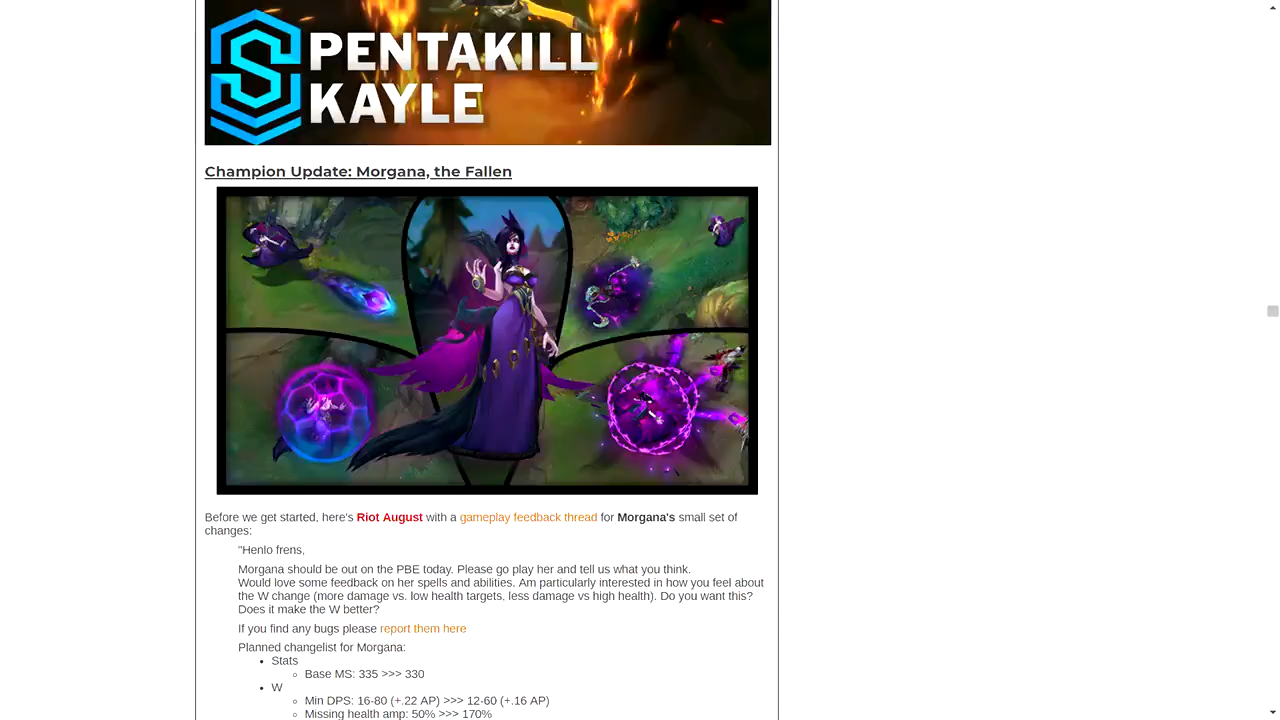 PENTAKILL
KAYLE
Champion Update: Morgana, the Fallen
Before we get started, here's Riot August with a gameplay feedback thread for Morgana's small set of
changes:
"Henlo frens,
Morgana should be out on the PBE today. Please go play her and tell us what you think.
Would love some feedback on her spells and abilities. Am particularly interested in how you feel about
the W change (more damage vs. low health targets, less damage vs high health). Do you want this?
Does it make the W better?
If you find any bugs please report them here
Planned changelist for Morgana:
Stats
Base MS: 335 >>> 330
W
Min DPS: 16-80 (+.22 AP) >>> 12-60 (+.16 AP)
Missing health amp: 50% >>> 170%